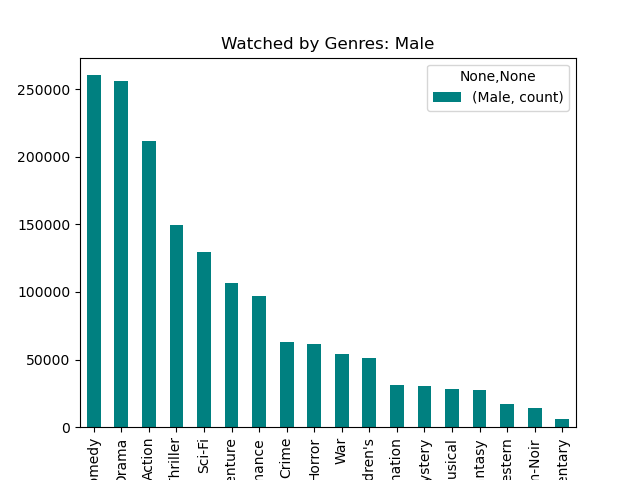 Watched by Genres: Male
None,None
(Male, count)
250000
200000
150000
100000
50000
0
omedy
Drama
Action
Thriller
Sci-Fi
enture
mance
Crime
Horror
War
dren's
mation
ystery
usical
ntasy
estern
n-Noir
entary